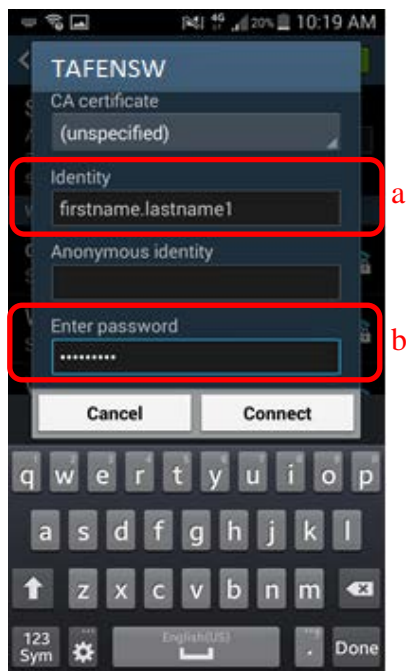 4G 20% 10:19 AM
TAFENSW
CA certificate
(unspecified)
Identity
a
firstname.lastname1
Anonymous identity
Enter password
b
•••••••••
Cancel Connect
q w e r t y u i o p
a s d f g h j k l
z x c v b n m
123 English(US) . Done
Sym